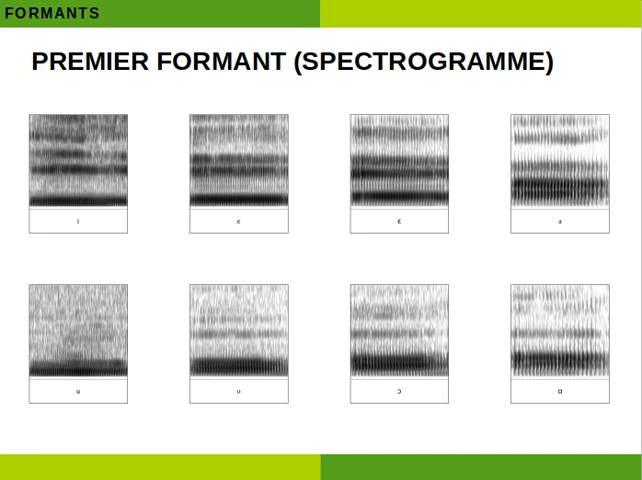 FORMANTS
PREMIER FORMANT (SPECTROGRAMME)
i e ɛ a
u o ɔ ɑ